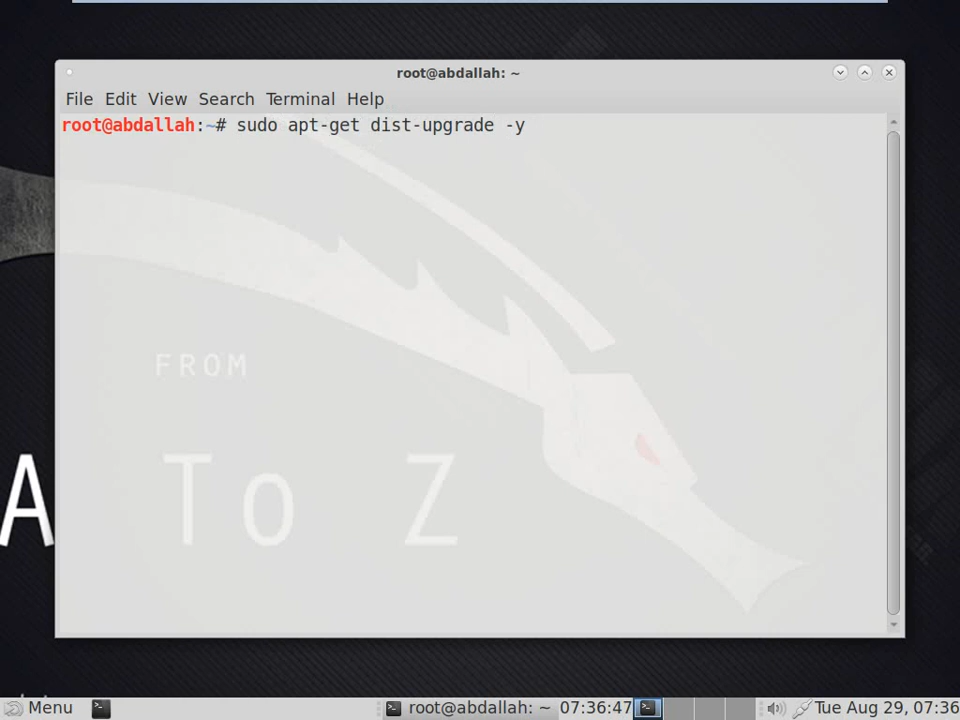 root@abdallah: ~
File Edit View Search Terminal Help
root@abdallah:~# sudo apt-get dist-upgrade -y
FROM
A To Z
Menu root@abdallah: ~ 07:36:47 Tue Aug 29, 07:36